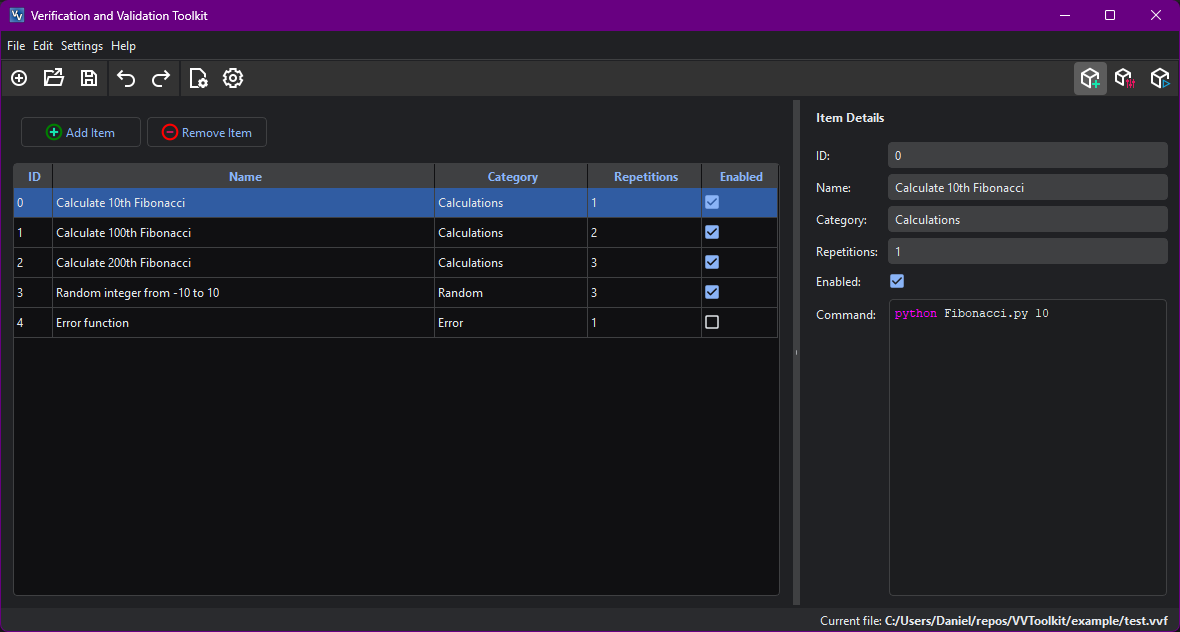 Verification and Validation Toolkit
File Edit Settings Help
Add Item Remove Item
ID Name Category Repetitions Enabled
0 Calculate 10th Fibonacci Calculations 1
1 Calculate 100th Fibonacci Calculations 2
2 Calculate 200th Fibonacci Calculations 3
3 Random integer from -10 to 10 Random 3
4 Error function Error 1
Item Details
ID: 0
Name: Calculate 10th Fibonacci
Category: Calculations
Repetitions: 1
Enabled:
Command: python Fibonacci.py 10
Current file: C:/Users/Daniel/repos/VVToolkit/example/test.vvf